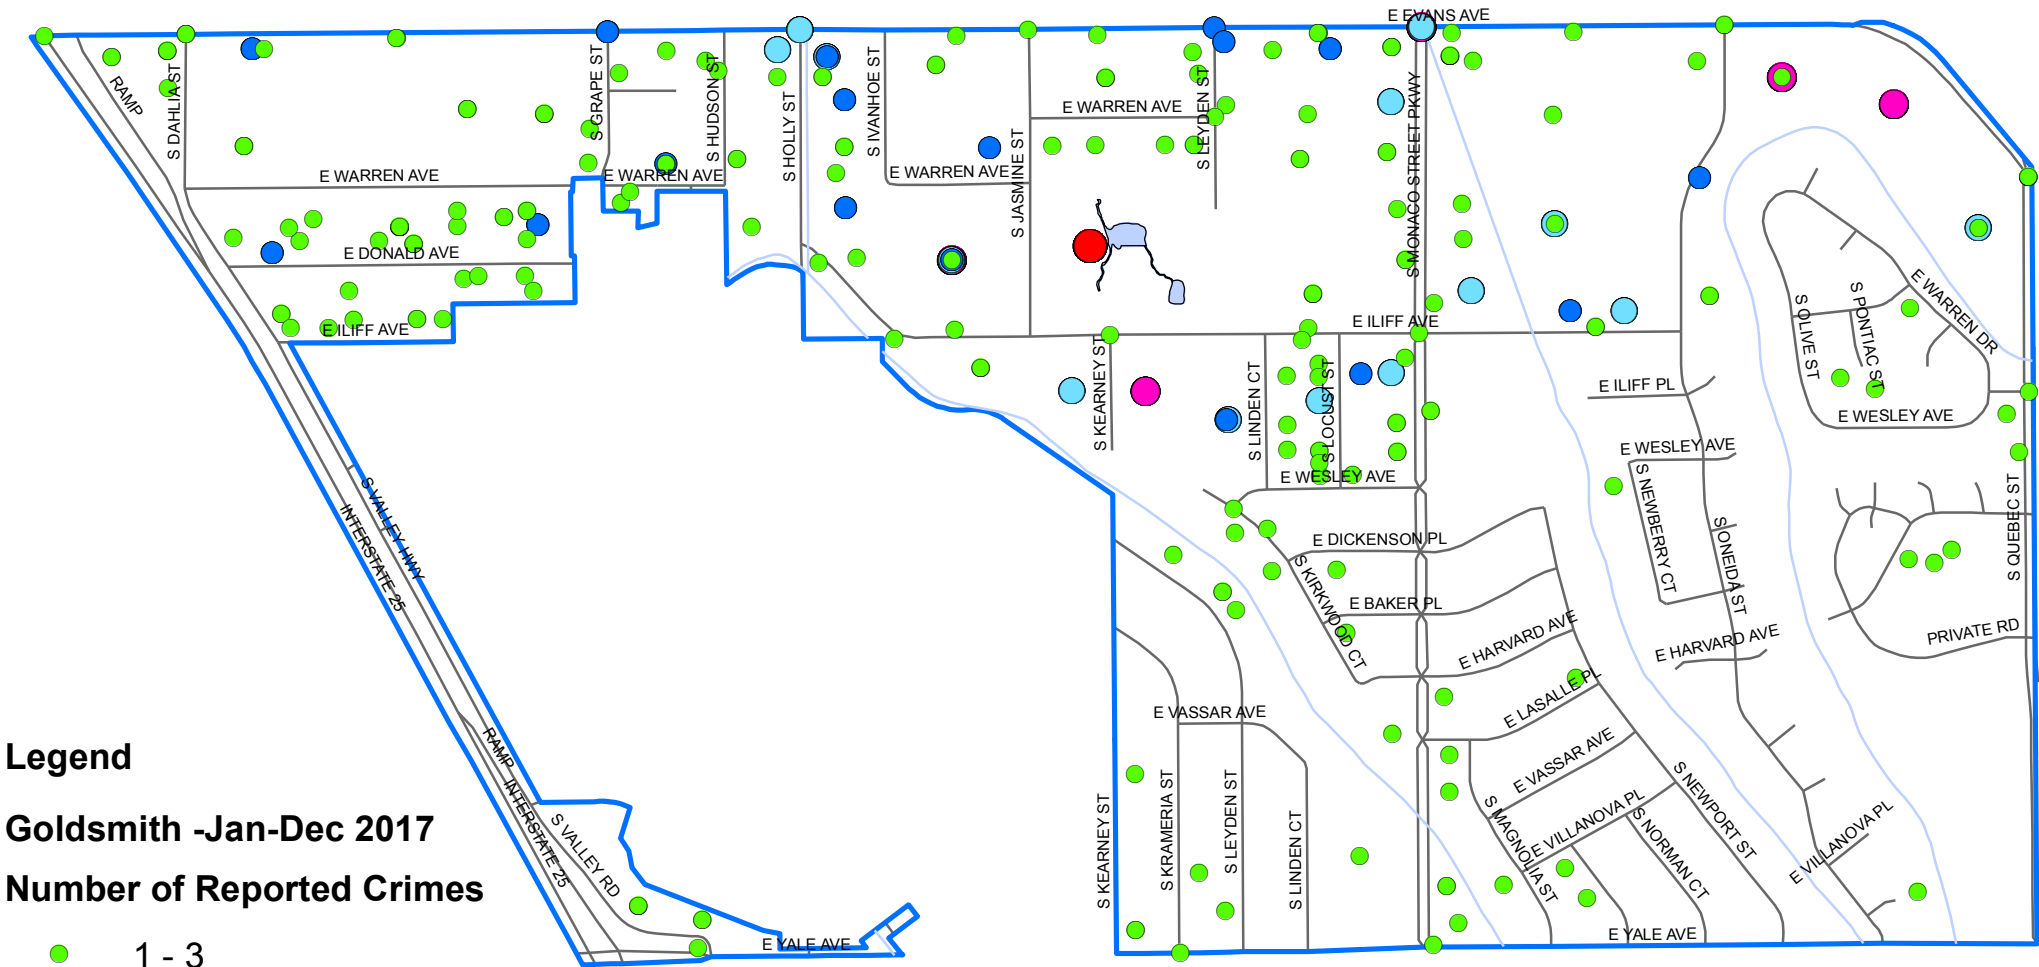 E EVANS AVE
RAMP
S DAHLIA ST
S GRAPE ST
S HUDSON ST
S HOLLY ST
S IVANHOE ST
S JASMINE ST
E WARREN AVE
S LEYDEN ST
S MONACO STREET PKWY
E WARREN AVE
E WARREN AVE
E WARREN AVE
E DONALD AVE
E ILIFF AVE
E ILIFF AVE
S OLIVE ST
S PONTIAC ST
E WARREN DR
S KEARNEY ST
S LINDEN CT
S LOCUST ST
E ILIFF PL
E WESLEY AVE
E WESLEY AVE
E WESLEY AVE
S VALLEY HWY
INTERSTATE 25
S NEWBERRY CT
S ONEIDA ST
S QUEBEC ST
E DICKENSON PL
S KIRKWOOD CT
E BAKER PL
E HARVARD AVE
E HARVARD AVE
PRIVATE RD
E LASALLE PL
E VASSAR AVE
E VASSAR AVE
RAMP
INTERSTATE 25
S VALLEY RD
S KEARNEY ST
S KRAMERIA ST
S LEYDEN ST
S LINDEN CT
S MAGNOLIA ST
E VILLANOVA PL
S NORMAN CT
S NEWPORT ST
E VILLANOVA PL
E YALE AVE
E YALE AVE
Legend
Goldsmith -Jan-Dec 2017
Number of Reported Crimes
1 - 3